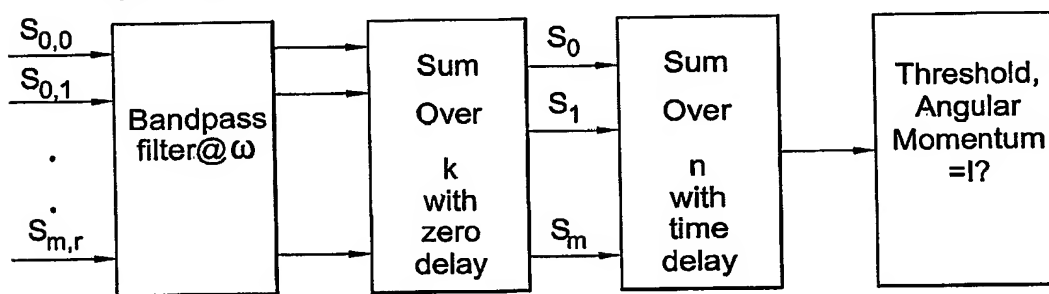 S0,0
S0,1
.
.
Sm,r
Bandpass
filter@ω
Sum
Over
k
with
zero
delay
S0
S1
Sm
Sum
Over
n
with
time
delay
Threshold,
Angular
Momentum
=l?